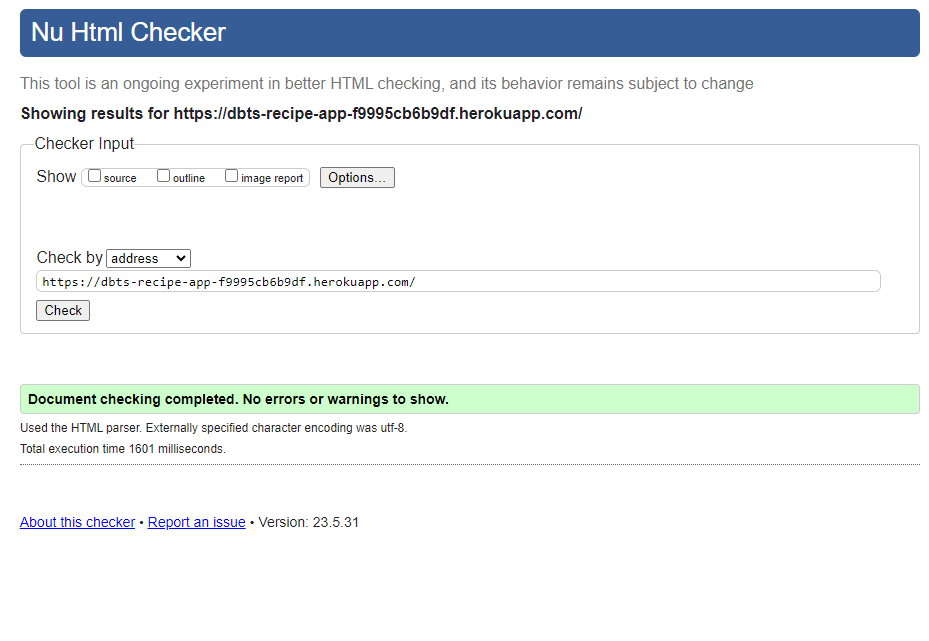 Nu Html Checker
This tool is an ongoing experiment in better HTML checking, and its behavior remains subject to change
Showing results for https://dbts-recipe-app-f9995cb6b9df.herokuapp.com/
Checker Input
Show source outline image report Options...
Check by address
https://dbts-recipe-app-f9995cb6b9df.herokuapp.com/
Check
Document checking completed. No errors or warnings to show.
Used the HTML parser. Externally specified character encoding was utf-8.
Total execution time 1601 milliseconds.
About this checker • Report an issue • Version: 23.5.31